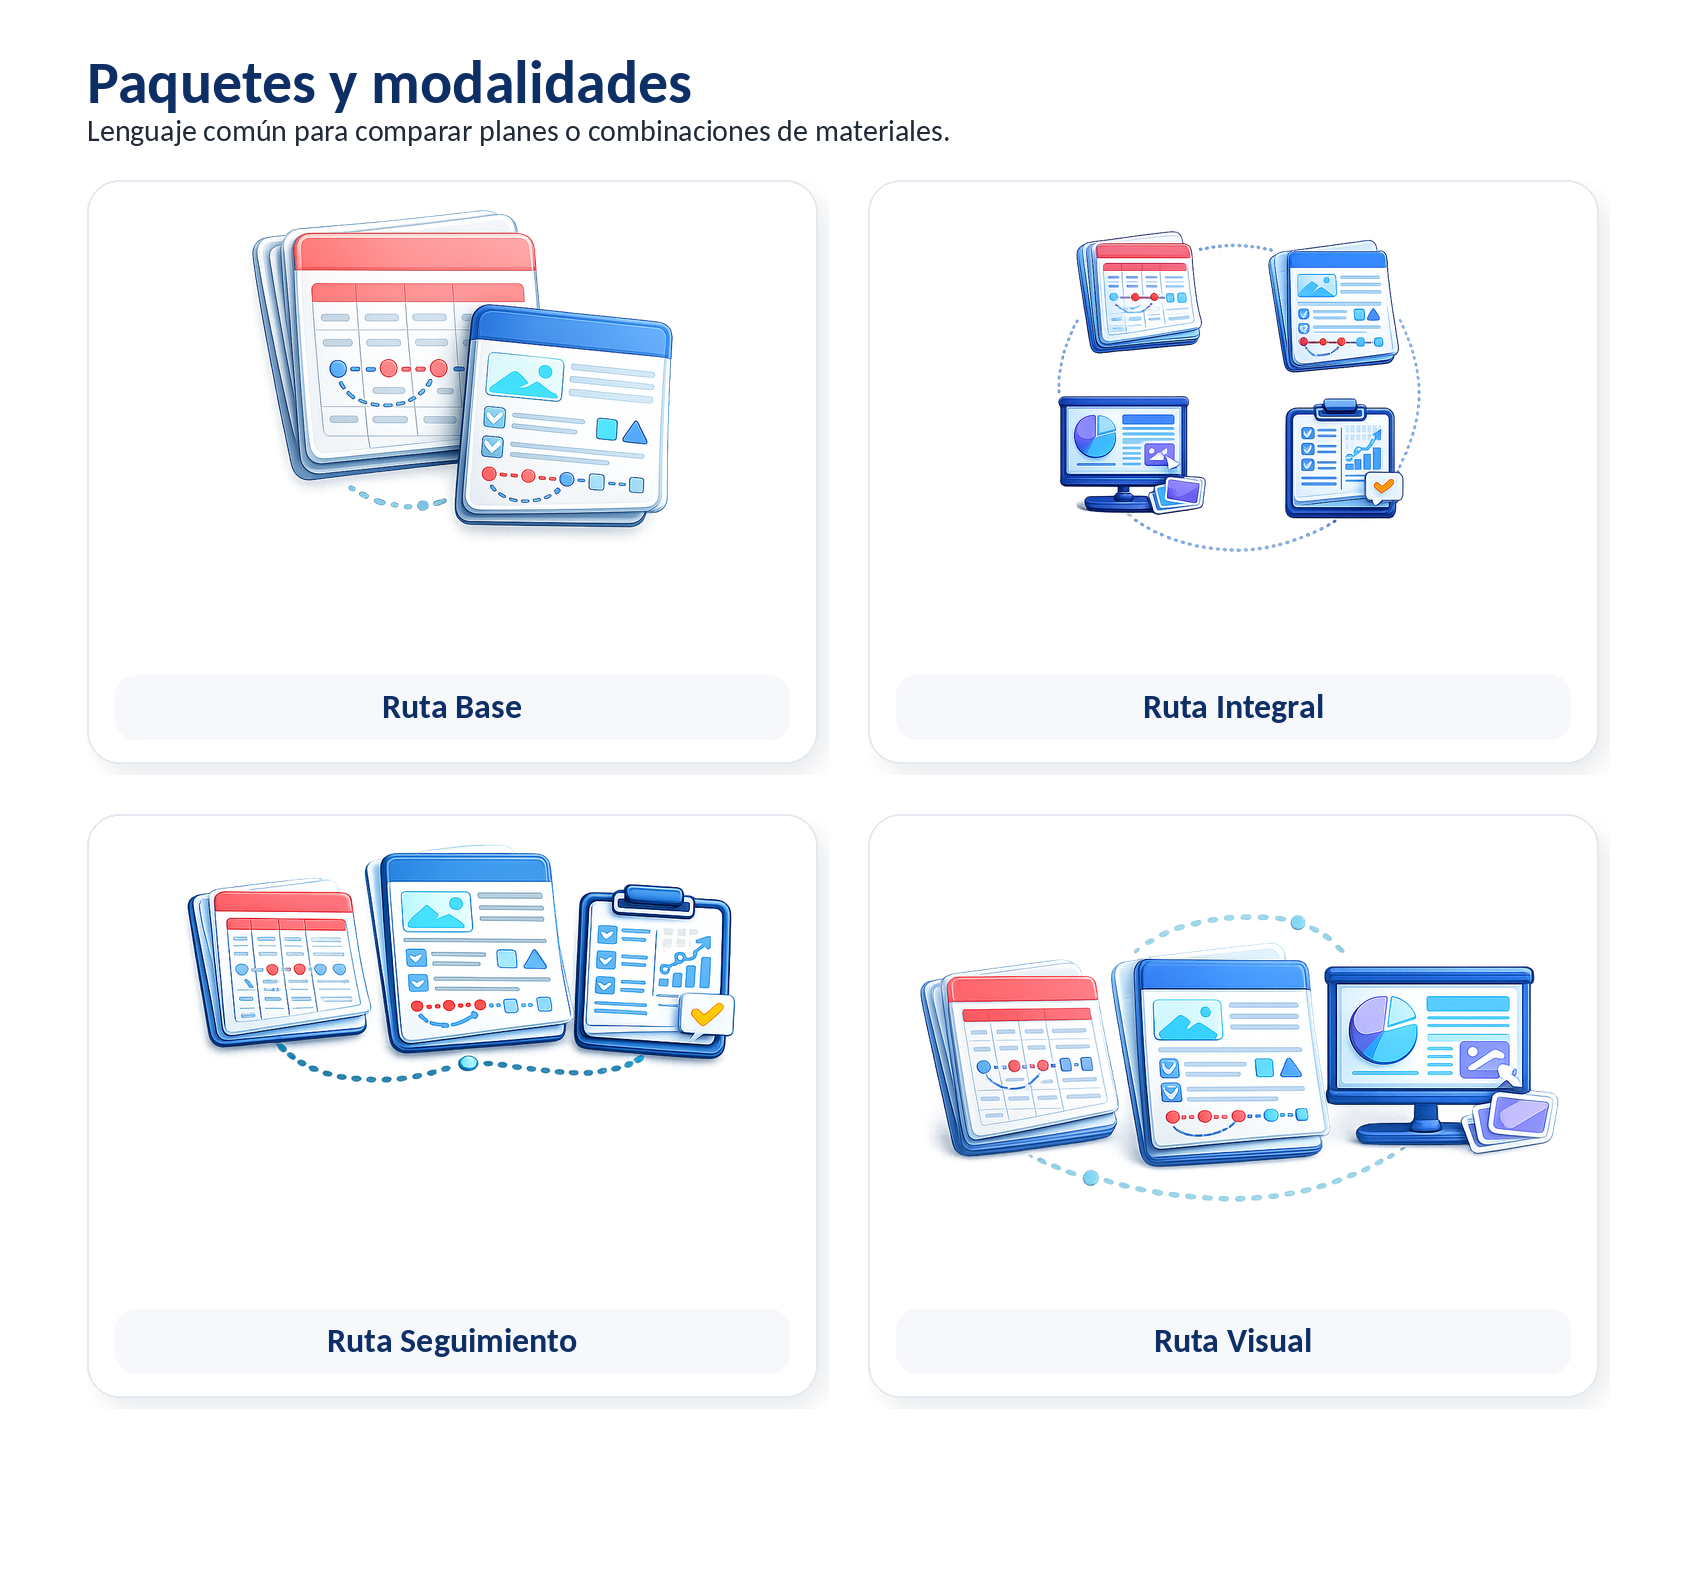 Paquetes y modalidades
Lenguaje común para comparar planes o combinaciones de materiales.
Ruta Base
Ruta Integral
Ruta Seguimiento
Ruta Visual